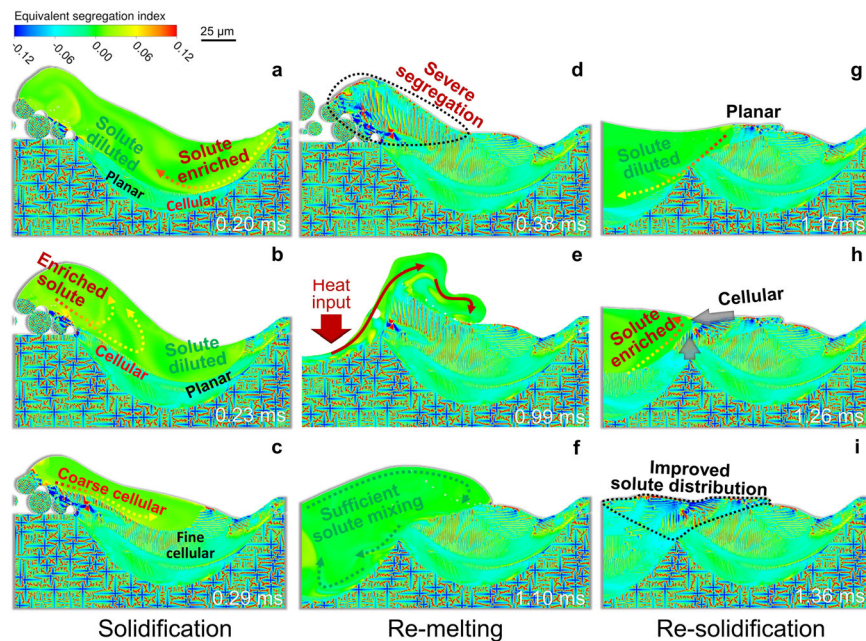 Equivalent segregation index
-0.12
-0.06
0.00
0.06
0.12
25 µm
a
Solute diluted
Solute
enriched
Planar
Cellular
0.20 ms
b
Enriched
solute
Solute
diluted
Cellular
Planar
0.23 ms
c
Coarse cellular
Fine
cellular
0.29 ms
Solidification
d
Severe
segregation
0.38 ms
e
Heat
input
0.99 ms
f
Sufficient
solute mixing
1.10 ms
Re-melting
g
Planar
Solute
diluted
1.17ms
h
Cellular
Solute
enriched
1.26 ms
i
Improved
solute distribution
1.36 ms
Re-solidification